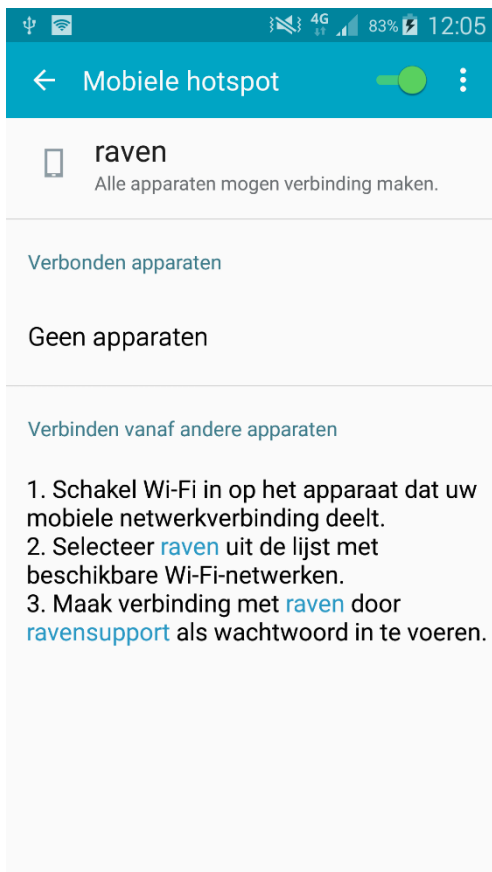 4G 83% 12:05
Mobiele hotspot
raven
Alle apparaten mogen verbinding maken.
Verbonden apparaten
Geen apparaten
Verbinden vanaf andere apparaten
1. Schakel Wi-Fi in op het apparaat dat uw
mobiele netwerkverbinding deelt.
2. Selecteer raven uit de lijst met
beschikbare Wi-Fi-netwerken.
3. Maak verbinding met raven door
ravensupport als wachtwoord in te voeren.